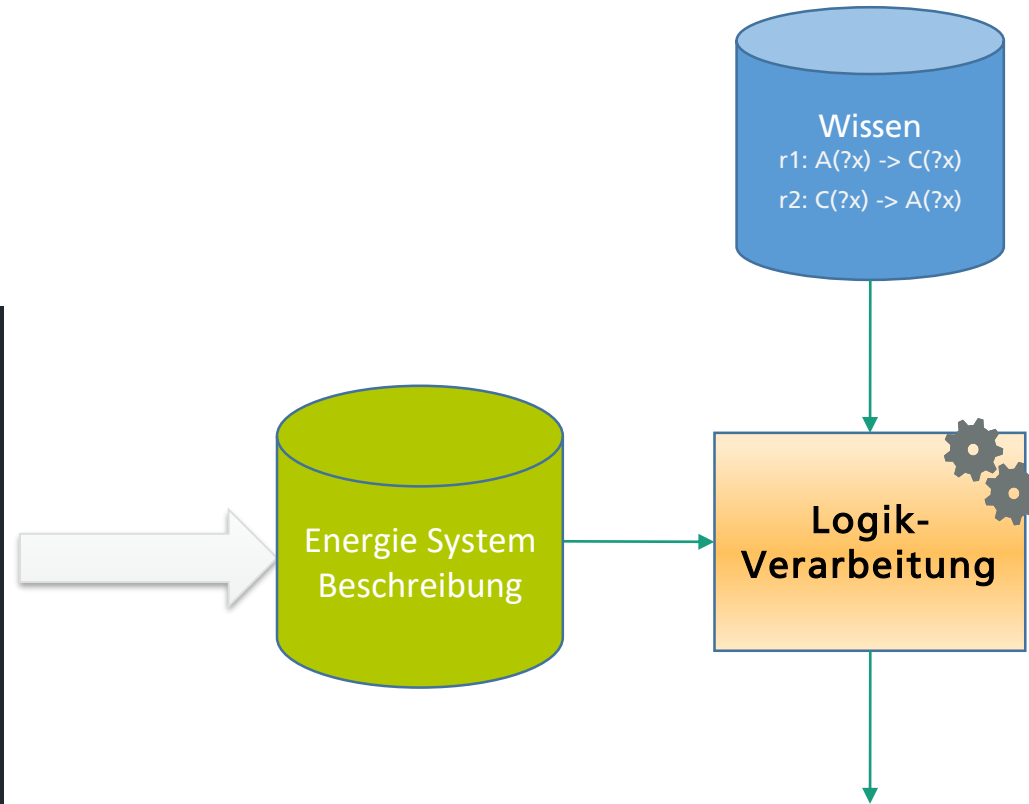 Wissen
r1: A(?x) -> C(?x)
r2: C(?x) -> A(?x)
Energie System
Beschreibung
Logik-
Verarbeitung